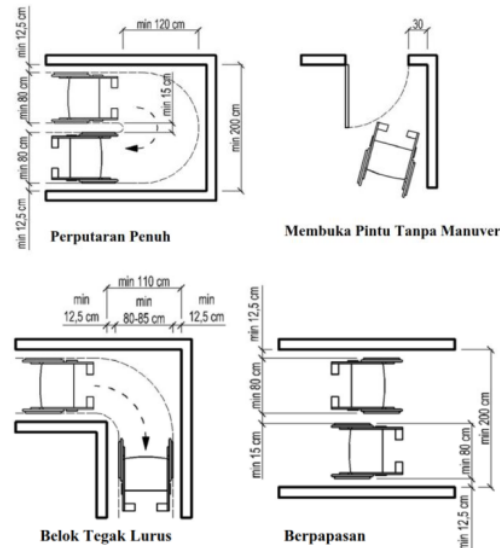 min 120 cm
min 12,5 cm
min 80 cm
min 15 cm
min 200 cm
min 80 cm
min 12,5 cm
Perputaran Penuh
30
Membuka Pintu Tanpa Manuver
min 110 cm
min
12,5 cm
min
80-85 cm
min
12,5 cm
Belok Tegak Lurus
min 12,5 cm
min 80 cm
min 15 cm
min 80 cm
min 200 cm
min 12,5 cm
Berpapasan